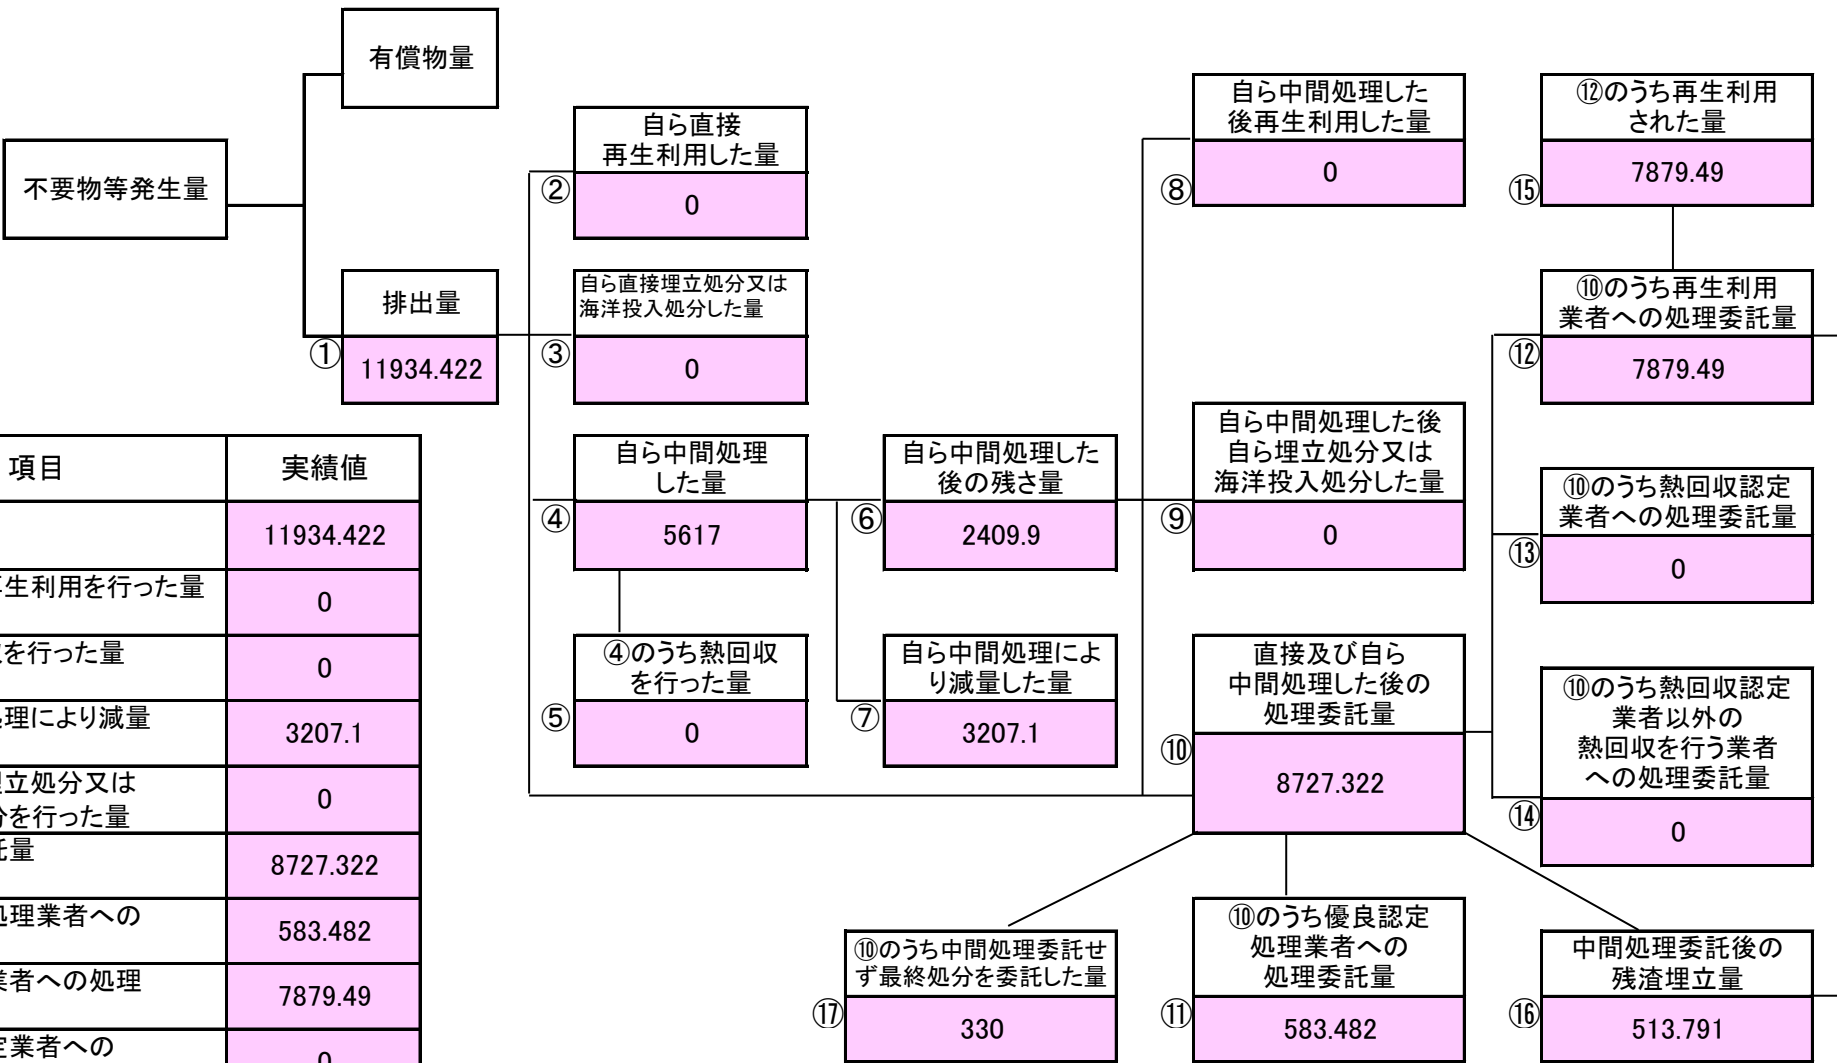 有償物量
不要物等発生量
排出量
①
11934.422
自ら直接
再生利用した量
②
0
自ら直接埋立処分又は
海洋投入処分した量
③
0
自ら中間処理
した量
④
5617
④のうち熱回収
を行った量
⑤
0
自ら中間処理した
後の残さ量
⑥
2409.9
自ら中間処理によ
り減量した量
⑦
3207.1
自ら中間処理した
後再生利用した量
⑧
0
自ら中間処理した後
自ら埋立処分又は
海洋投入処分した量
⑨
0
直接及び自ら
中間処理した後の
処理委託量
⑩
8727.322
⑫のうち再生利用
された量
⑮
7879.49
⑩のうち再生利用
業者への処理委託量
⑫
7879.49
⑩のうち熱回収認定
業者への処理委託量
⑬
0
⑩のうち熱回収認定
業者以外の
熱回収を行う業者
への処理委託量
⑭
0
⑩のうち中間処理委託せ
ず最終処分を委託した量
⑰
330
⑩のうち優良認定
処理業者への
処理委託量
⑪
583.482
中間処理委託後の
残渣埋立量
⑯
513.791
項目 実績値
11934.422
生利用を行った量
0
を行った量
0
理により減量
3207.1
立処分又は
を行った量
0
託量
8727.322
処理業者への
583.482
業者への処理
7879.49
定業者への
0